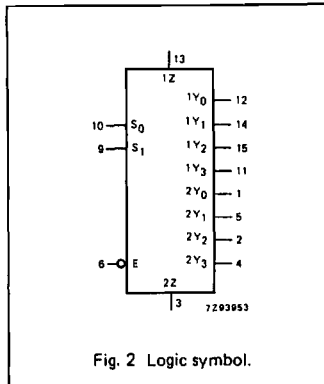 13
1Z
1Y0 12
10 S0 1Y1 14
9 S1 1Y2 15
1Y3 11
2Y0 1
2Y1 5
2Y2 2
6 E 2Y3 4
2Z
3
7Z93953
Fig. 2 Logic symbol.